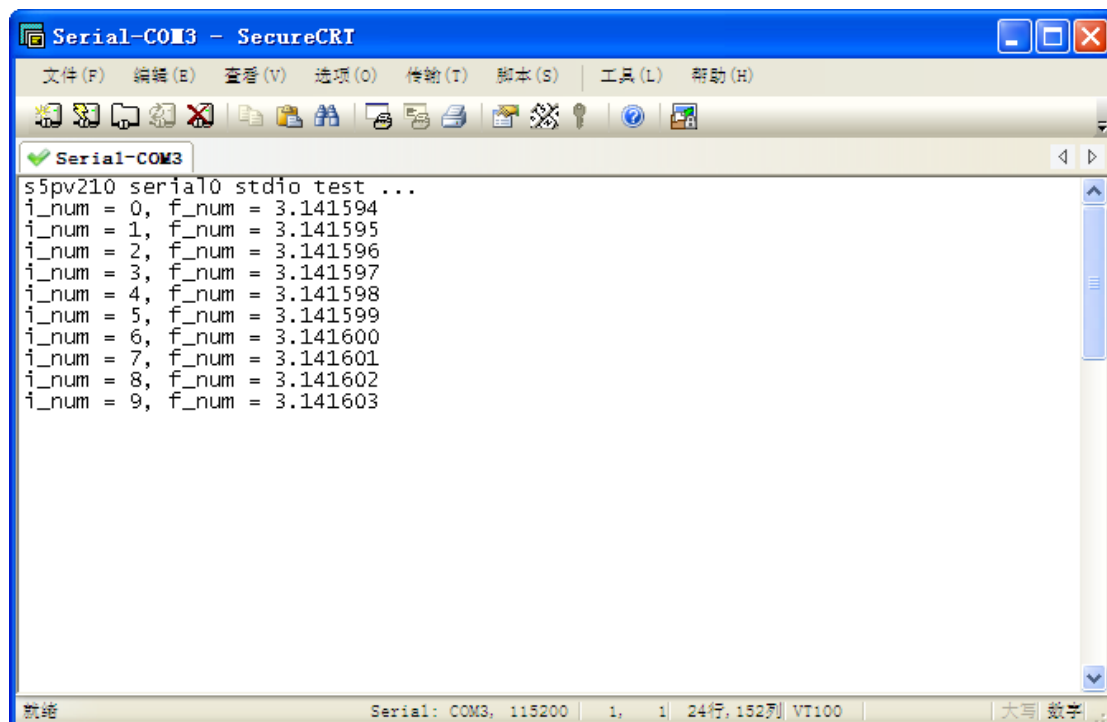 Serial-COM3 - SecureCRT
文件(F) 编辑(E) 查看(V) 选项(O) 传输(T) 脚本(S) 工具(L) 帮助(H)
Serial-COM3
s5pv210 serial0 stdio test ...
i_num = 0, f_num = 3.141594
i_num = 1, f_num = 3.141595
i_num = 2, f_num = 3.141596
i_num = 3, f_num = 3.141597
i_num = 4, f_num = 3.141598
i_num = 5, f_num = 3.141599
i_num = 6, f_num = 3.141600
i_num = 7, f_num = 3.141601
i_num = 8, f_num = 3.141602
i_num = 9, f_num = 3.141603
就绪 Serial: COM3, 115200 1, 1 24行,152列 VT100 大写 数字